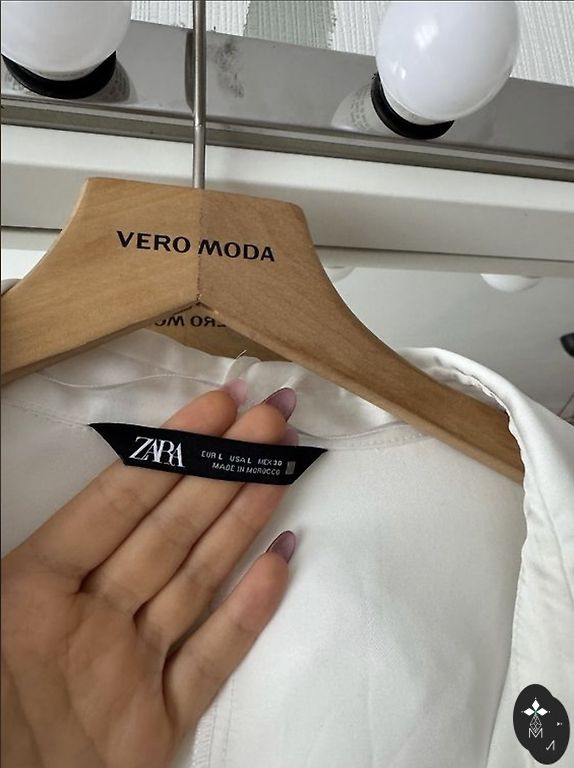 VERO MODA
ZARA
EUR L USA L MEX 30
MADE IN MOROCCO